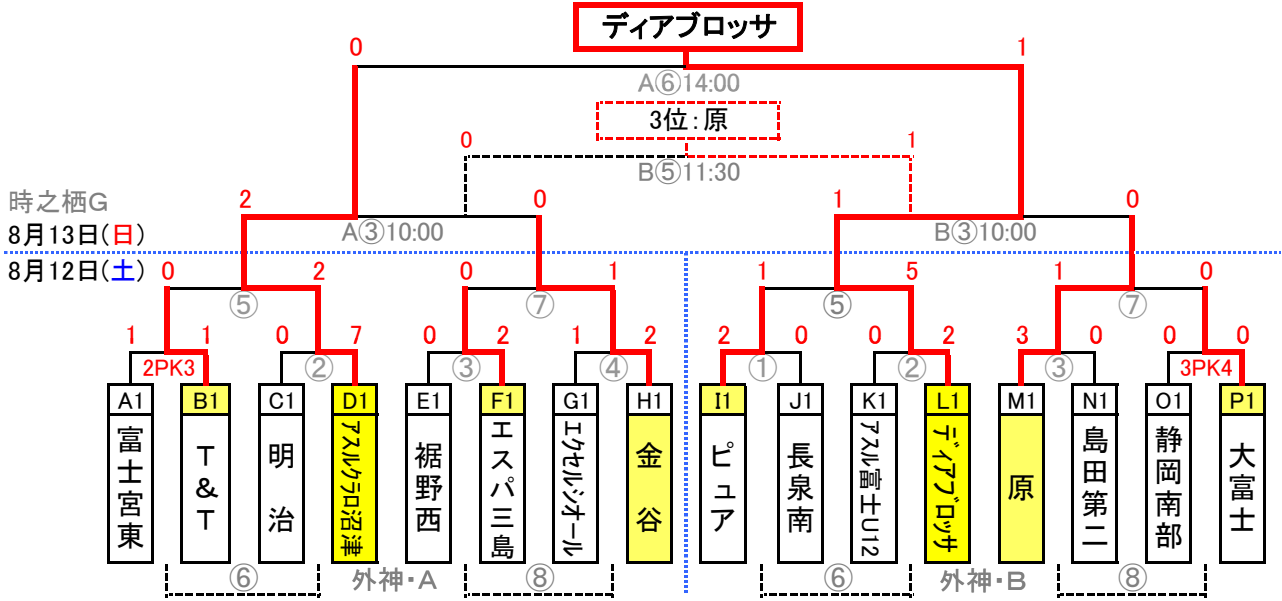 ディアブロッサ
0 1
A⑥14:00
3位:原
0 1
B⑤11:30
時之栖G
2 0 1 0
8月13日(日)
A③10:00 B③10:00
8月12日(土)
0 2 0 1 1 5 1 0
⑤ ⑦ ⑤ ⑦
1 1 0 7 0 2 1 2 2 0 0 2 3 0 0 0
2PK3 ② ③ ④ ① ② ③ 3PK4
A1 B1 C1 D1 E1 F1 G1 H1 I1 J1 K1 L1 M1 N1 O1 P1
富士宮東
T&T
明治
アスルクラロ沼津
裾野西
エスパ三島
エクセルシオール
金谷
ピュア
長泉南
アスル富士U12
ディアブロッサ
原
島田第二
静岡南部
大富士
⑥ 外神・A ⑧ ⑥ 外神・B ⑧